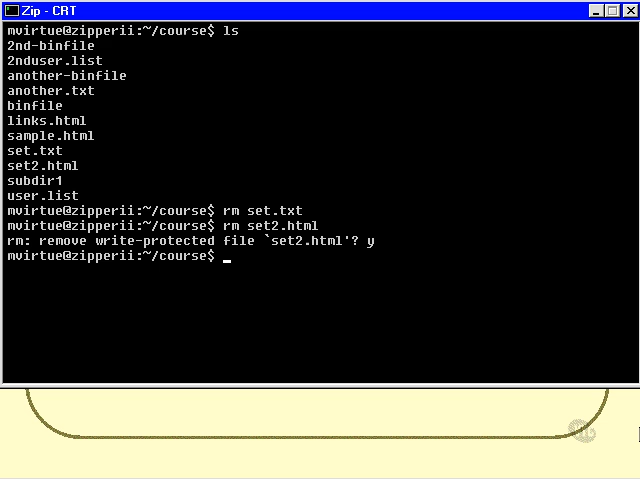 Zip - CRT
mvirtue@zipperii:~/course$ ls
2nd-binfile
2nduser.list
another-binfile
another.txt
binfile
links.html
sample.html
set.txt
set2.html
subdir1
user.list
mvirtue@zipperii:~/course$ rm set.txt
mvirtue@zipperii:~/course$ rm set2.html
rm: remove write-protected file `set2.html'? y
mvirtue@zipperii:~/course$ _